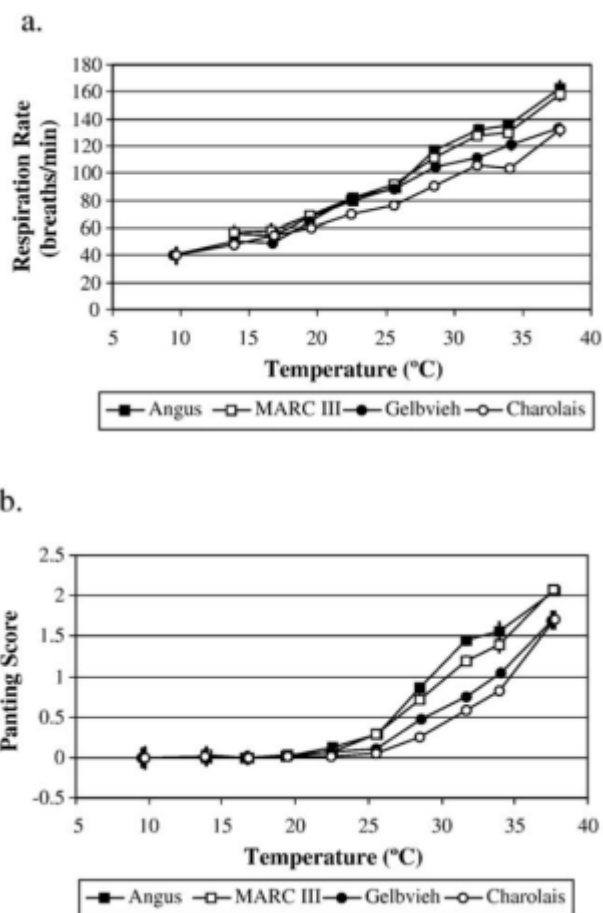 a.
180
160
140
120
100
80
60
40
20
0
Respiration Rate
(breaths/min)
5 10 15 20 25 30 35 40
Temperature (ºC)
Angus MARC III Gelbvieh Charolais
b.
2.5
2
1.5
1
0.5
0
-0.5
Panting Score
5 10 15 20 25 30 35 40
Temperature (ºC)
Angus MARC III Gelbvieh Charolais